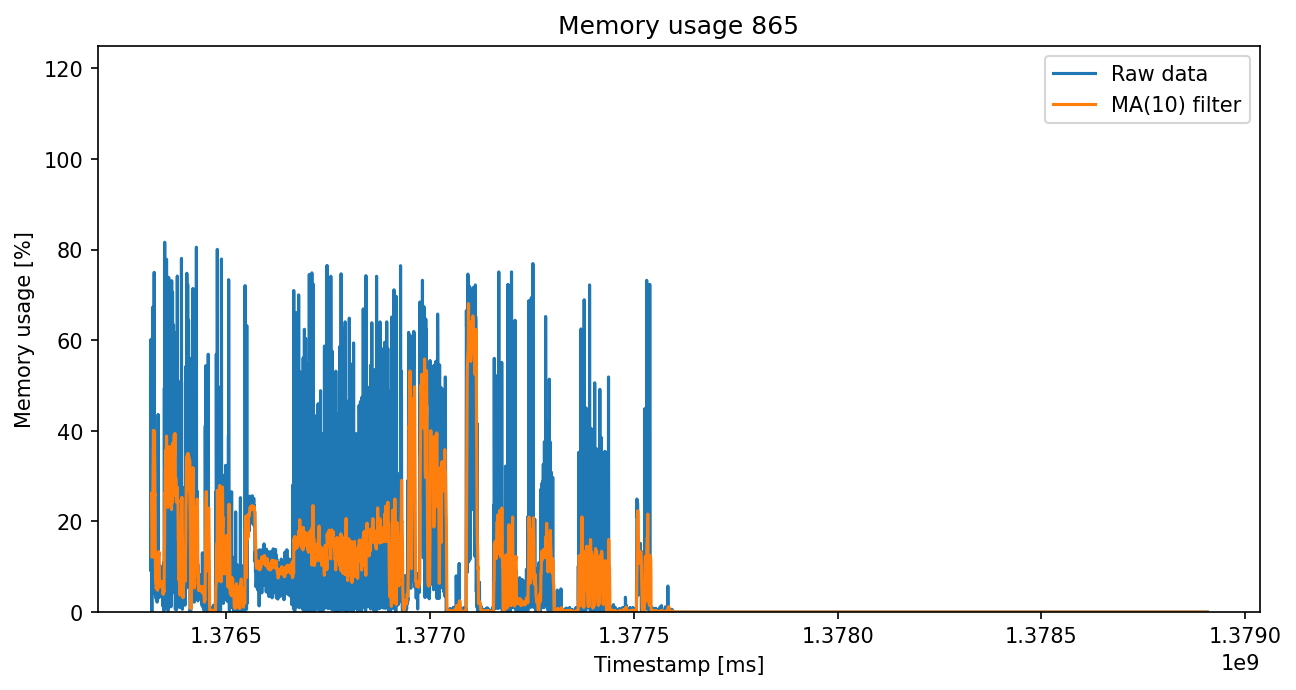 Memory usage 865
Raw data
MA(10) filter
Memory usage [%]
120
100
80
60
40
20
0
1.3765 1.3770 1.3775 1.3780 1.3785 1.3790
1e9
Timestamp [ms]